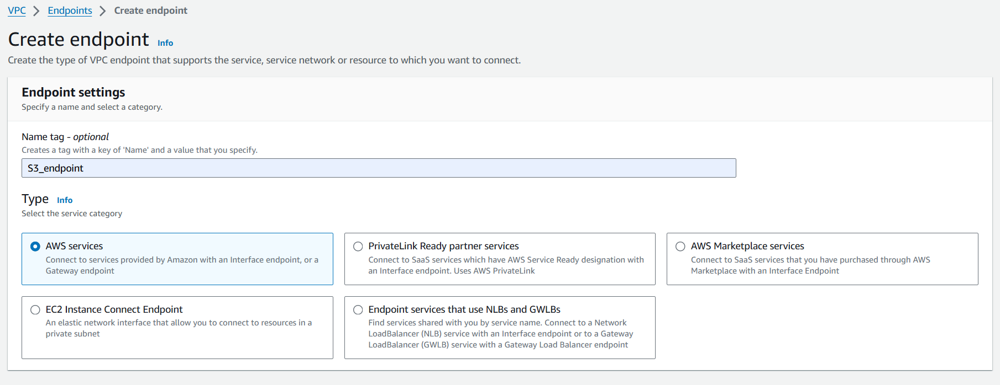 VPC > Endpoints > Create endpoint
Create endpoint Info
Create the type of VPC endpoint that supports the service, service network or resource to which you want to connect.
Endpoint settings
Specify a name and select a category.
Name tag - optional
Creates a tag with a key of 'Name' and a value that you specify.
S3_endpoint
Type Info
Select the service category
AWS services
Connect to services provided by Amazon with an Interface endpoint, or a
Gateway endpoint
PrivateLink Ready partner services
Connect to SaaS services which have AWS Service Ready designation with
an Interface endpoint. Uses AWS PrivateLink
AWS Marketplace services
Connect to SaaS services that you have purchased through AWS
Marketplace with an Interface Endpoint
EC2 Instance Connect Endpoint
An elastic network interface that allow you to connect to resources in a
private subnet
Endpoint services that use NLBs and GWLBs
Find services shared with you by service name. Connect to a Network
LoadBalancer (NLB) service with an Interface endpoint or to a Gateway
LoadBalancer (GWLB) service with a Gateway Load Balancer endpoint